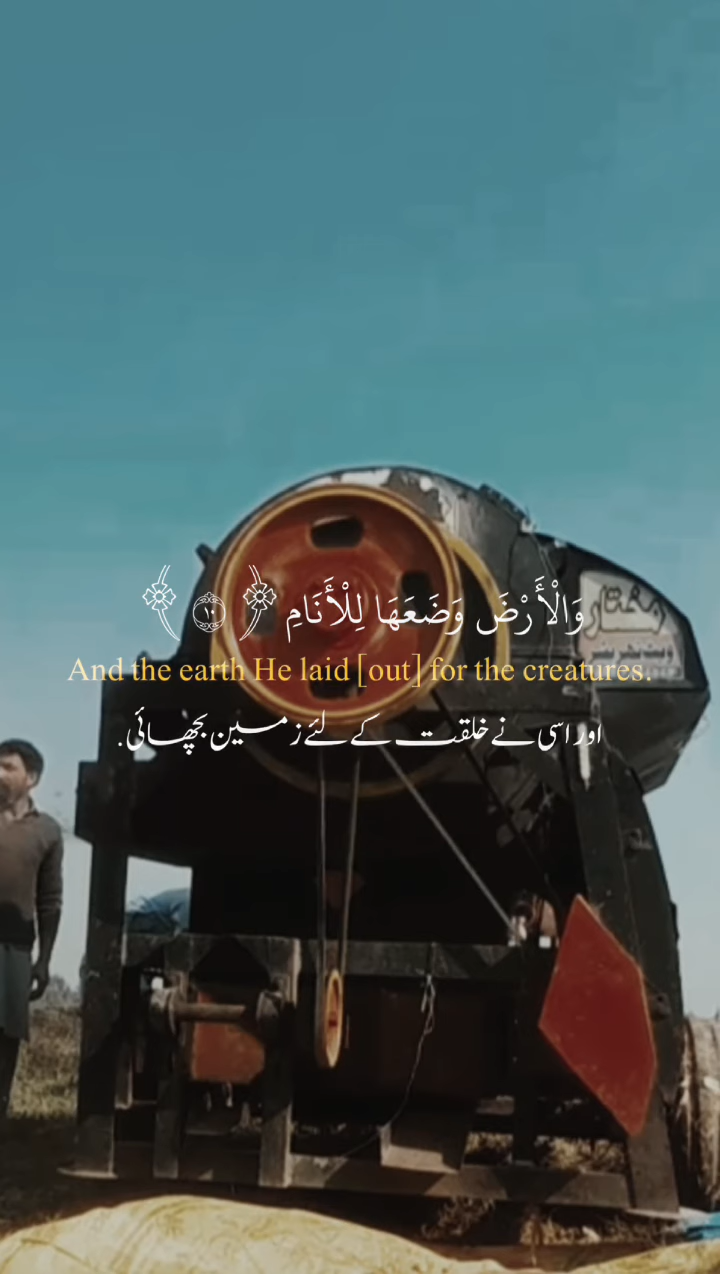 وَالْأَرْضَ وَضَعَهَا لِلْأَنَامِ ﴿١٠﴾
And the earth He laid [out] for the creatures.
اور اسی نے خلقت کے لئے زمین بچھائی.
مختار